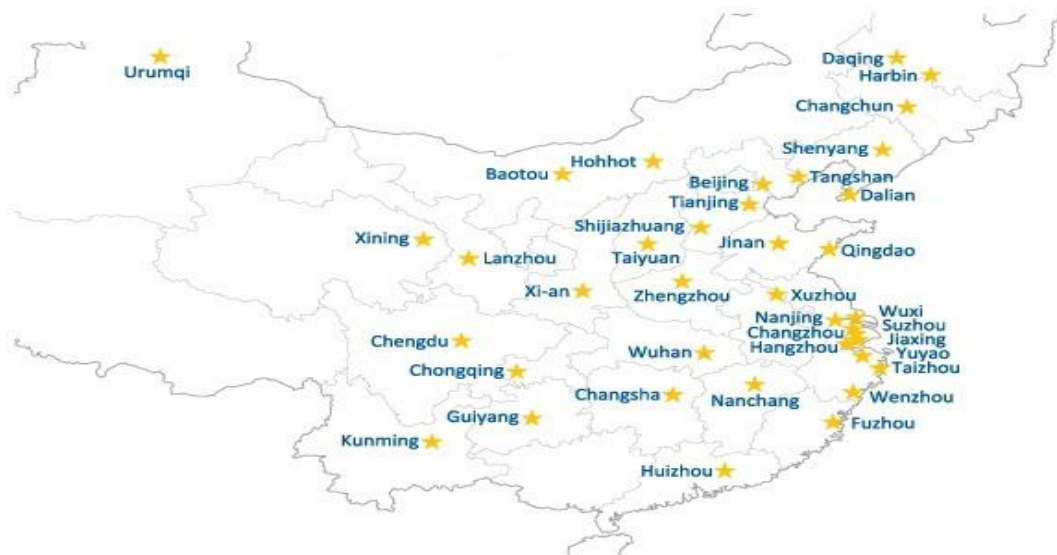 Urumqi
Daqing
Harbin
Changchun
Shenyang
Hohhot
Baotou
Tangshan
Beijing
Dalian
Tianjing
Shijiazhuang
Xining
Jinan
Qingdao
Taiyuan
Lanzhou
Xi-an
Zhengzhou
Xuzhou
Wuxi
Nanjing
Suzhou
Changzhou
Jiaxing
Chengdu
Hangzhou
Wuhan
Yuyao
Taizhou
Chongqing
Changsha
Nanchang
Wenzhou
Guiyang
Fuzhou
Kunming
Huizhou